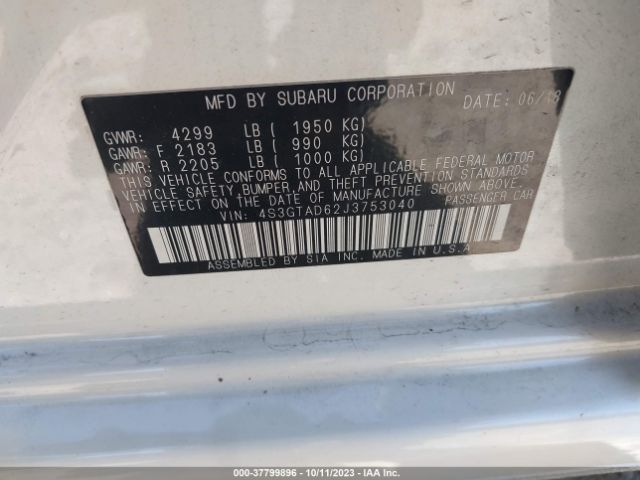 MFD BY SUBARU CORPORATION DATE: 06/18
GVWR: 4299 LB ( 1950 KG)
GAWR: F 2183 LB ( 990 KG)
GAWR: R 2205 LB ( 1000 KG)
THIS VEHICLE CONFORMS TO ALL APPLICABLE FEDERAL MOTOR
VEHICLE SAFETY, BUMPER, AND THEFT PREVENTION STANDARDS
IN EFFECT ON THE DATE OF MANUFACTURE SHOWN ABOVE.
VIN: 4S3GTAD62J3753040 PASSENGER CAR
ASSEMBLED BY SIA INC. MADE IN U.S.A
000-37799896 - 10/11/2023 - IAA Inc.